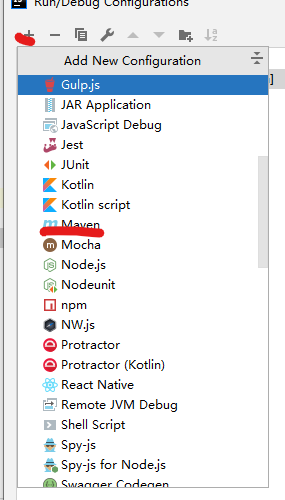 Run/Debug Configurations
Add New Configuration
Gulp.js
JAR Application
JavaScript Debug
Jest
JUnit
Kotlin
Kotlin script
Maven
Mocha
Node.js
Nodeunit
npm
NW.js
Protractor
Protractor (Kotlin)
React Native
Remote JVM Debug
Shell Script
Spy-js
Spy-js for Node.js
Swagger Codegen